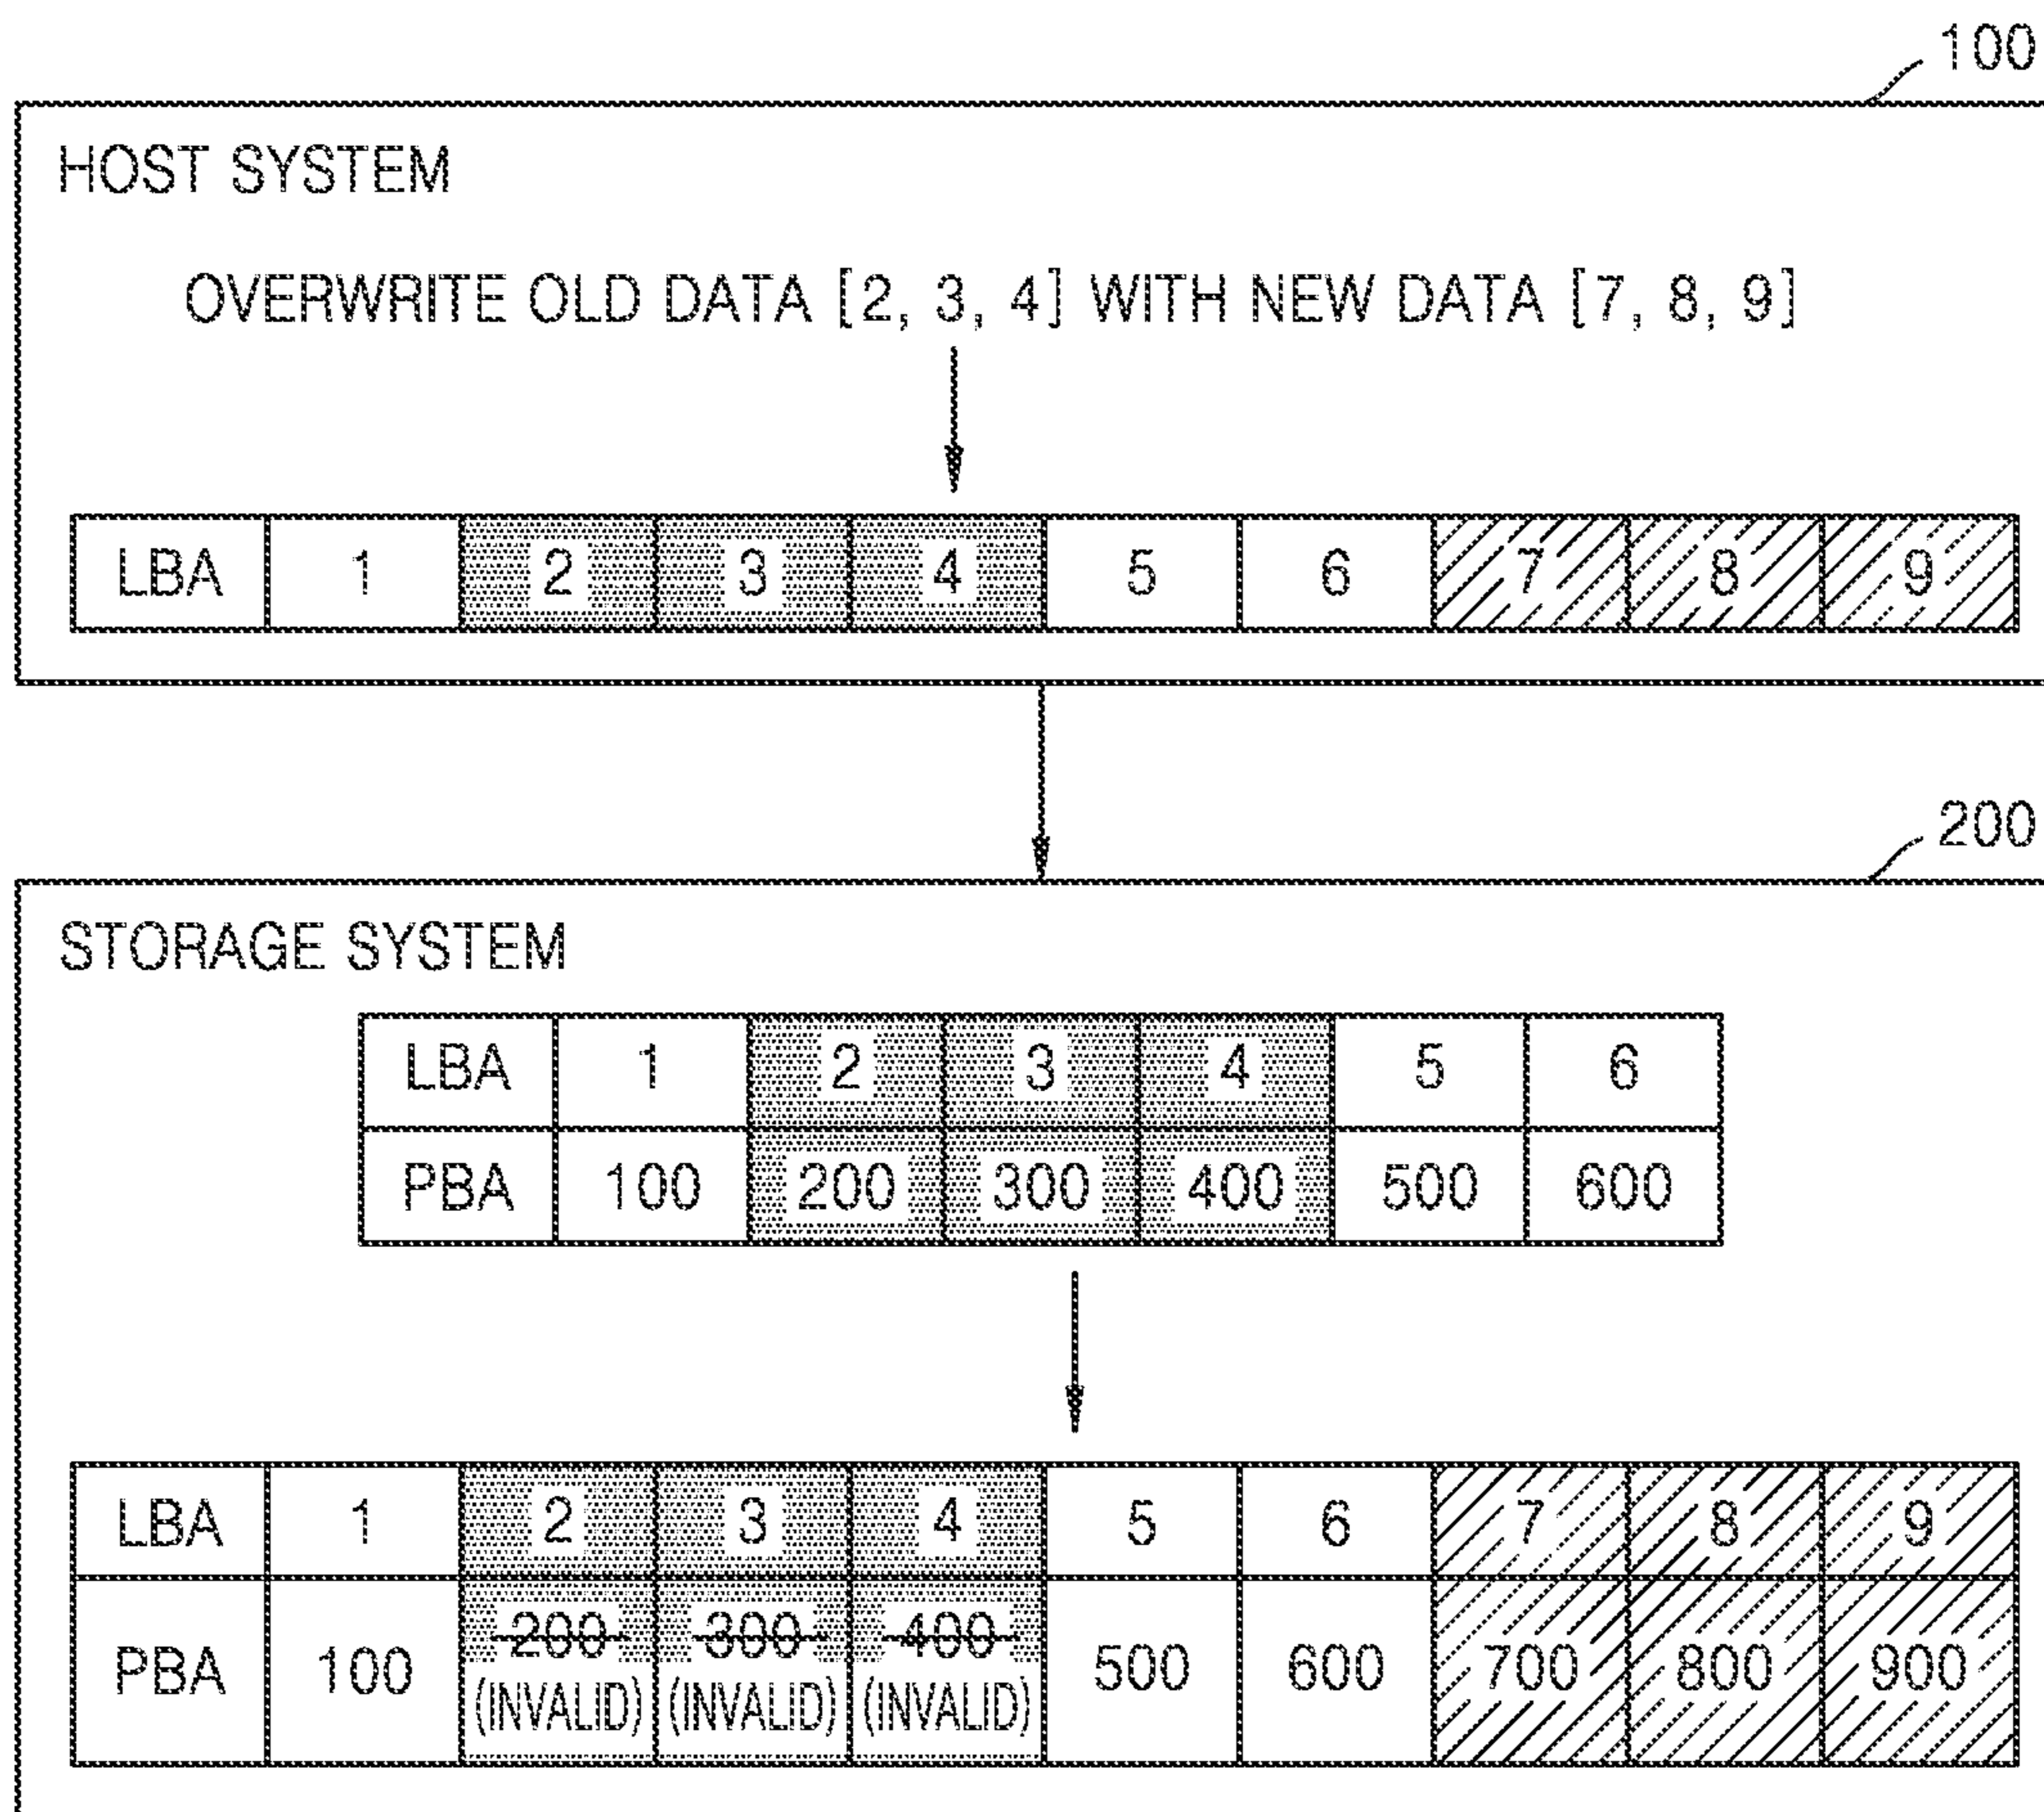 100
HOST SYSTEM
OVERWRITE OLD DATA [2, 3, 4] WITH NEW DATA [7, 8, 9]
LBA 1 2 3 4 5 6 7 8 9
200
STORAGE SYSTEM
LBA 1 2 3 4 5 6
PBA 100 200 300 400 500 600
LBA 1 2 3 4 5 6 7 8 9
PBA 100 200 300 400 500 600 700 800 900
(INVALID) (INVALID) (INVALID)